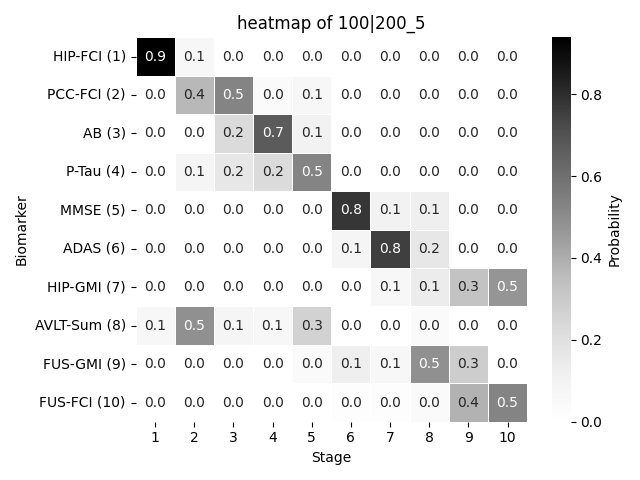 heatmap of 100|200_5
HIP-FCI (1) 0.9 0.1 0.0 0.0 0.0 0.0 0.0 0.0 0.0 0.0
PCC-FCI (2) 0.0 0.4 0.5 0.0 0.1 0.0 0.0 0.0 0.0 0.0
AB (3) 0.0 0.0 0.2 0.7 0.1 0.0 0.0 0.0 0.0 0.0
P-Tau (4) 0.0 0.1 0.2 0.2 0.5 0.0 0.0 0.0 0.0 0.0
MMSE (5) 0.0 0.0 0.0 0.0 0.0 0.8 0.1 0.1 0.0 0.0
ADAS (6) 0.0 0.0 0.0 0.0 0.0 0.1 0.8 0.2 0.0 0.0
HIP-GMI (7) 0.0 0.0 0.0 0.0 0.0 0.0 0.1 0.1 0.3 0.5
AVLT-Sum (8) 0.1 0.5 0.1 0.1 0.3 0.0 0.0 0.0 0.0 0.0
FUS-GMI (9) 0.0 0.0 0.0 0.0 0.0 0.1 0.1 0.5 0.3 0.0
FUS-FCI (10) 0.0 0.0 0.0 0.0 0.0 0.0 0.0 0.0 0.4 0.5
1 2 3 4 5 6 7 8 9 10
Stage
Biomarker
0.8
0.6
0.4
0.2
0.0
Probability